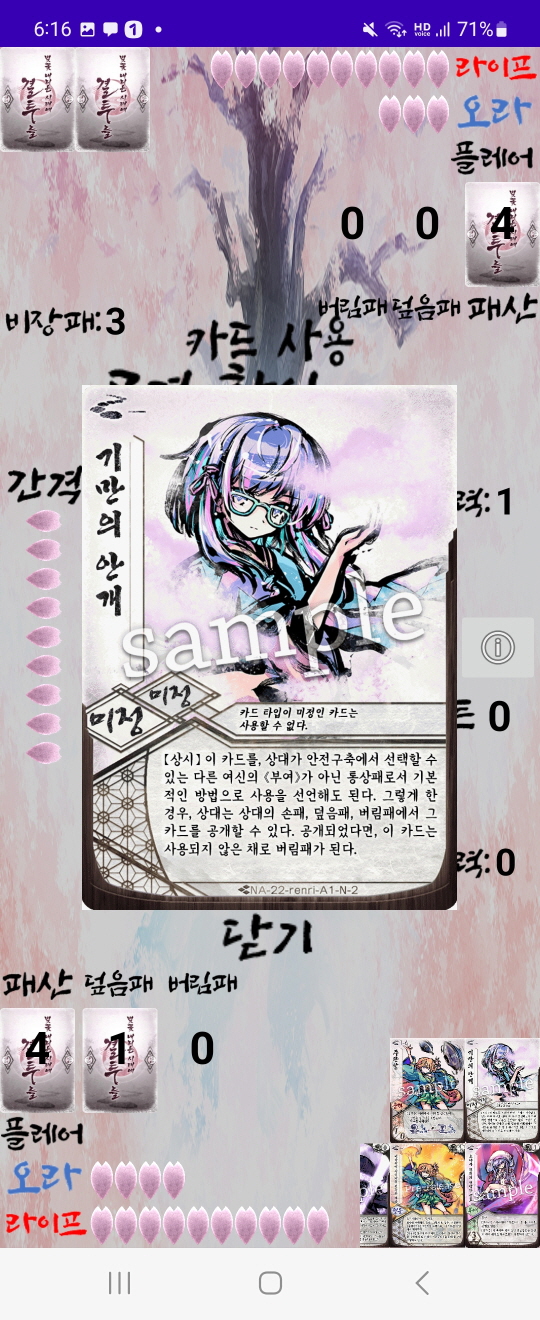 6:16
1
HD voice
71%
라이프
오라
플레어
0 0 4
비장패:3
버림패 덮음패 패산
카드 사용
간격
력: 1
기만의 안개
sample
미정
미정
카드 타입이 미정인 카드는
사용할 수 없다.
【상시】이 카드를, 상대가 안전구축에서 선택할 수
있는 다른 여신의 《부여》가 아닌 통상패로서 기본
적인 방법으로 사용을 선언해도 된다. 그렇게 한
경우, 상대는 상대의 손패, 덮음패, 버림패에서 그
카드를 공개할 수 있다. 공개되었다면, 이 카드는
사용되지 않은 채로 버림패가 된다.
NA-22-renri-A1-N-2
트 0
력:0
닫기
패산 덮음패 버림패
4 1 0
플레어
오라
라이프
기만의 안개
sample
sample